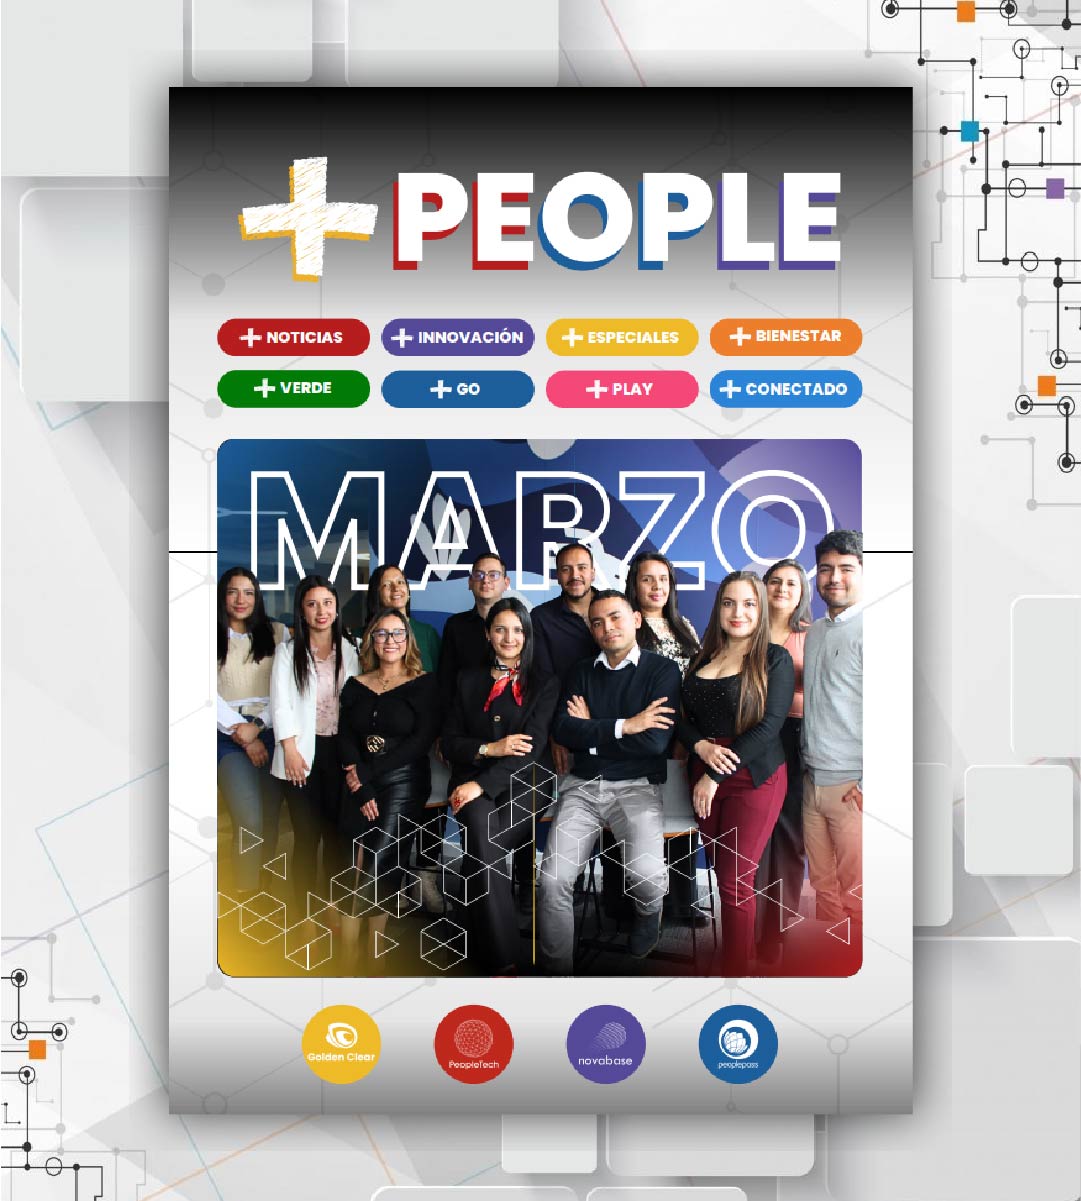 +PEOPLE
+ NOTICIAS
+ INNOVACIÓN
+ ESPECIALES
+ BIENESTAR
+ VERDE
+ GO
+ PLAY
+ CONECTADO
MARZO
Golden Clear
PeopleTech
novabase
peoplepass